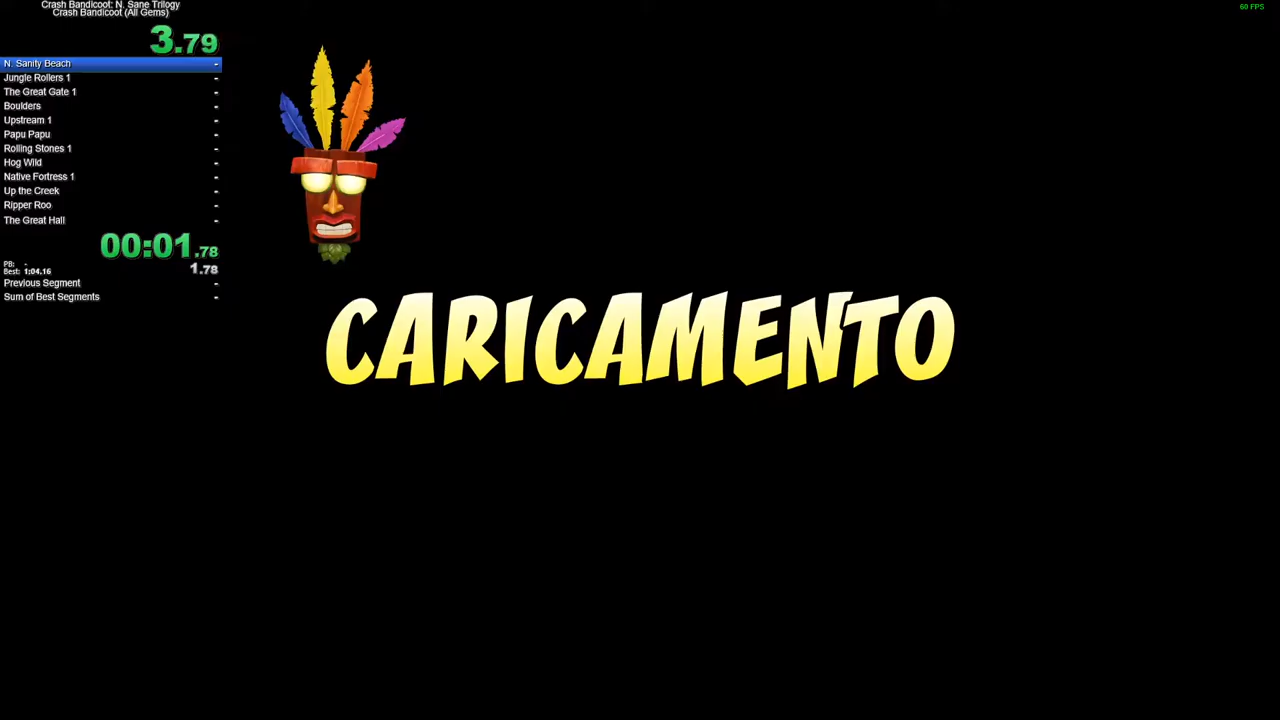 Crash Bandicoot: N. Sane Trilogy
Crash Bandicoot (All Gems)
3.79
N. Sanity Beach -
Jungle Rollers 1 -
The Great Gate 1 -
Boulders -
Upstream 1 -
Papu Papu -
Rolling Stones 1 -
Hog Wild -
Native Fortress 1 -
Up the Creek -
Ripper Roo -
The Great Hall -
00:01.78
PB: -
Best: 1:04.16 1.78
Previous Segment -
Sum of Best Segments -
60 FPS
CARICAMENTO